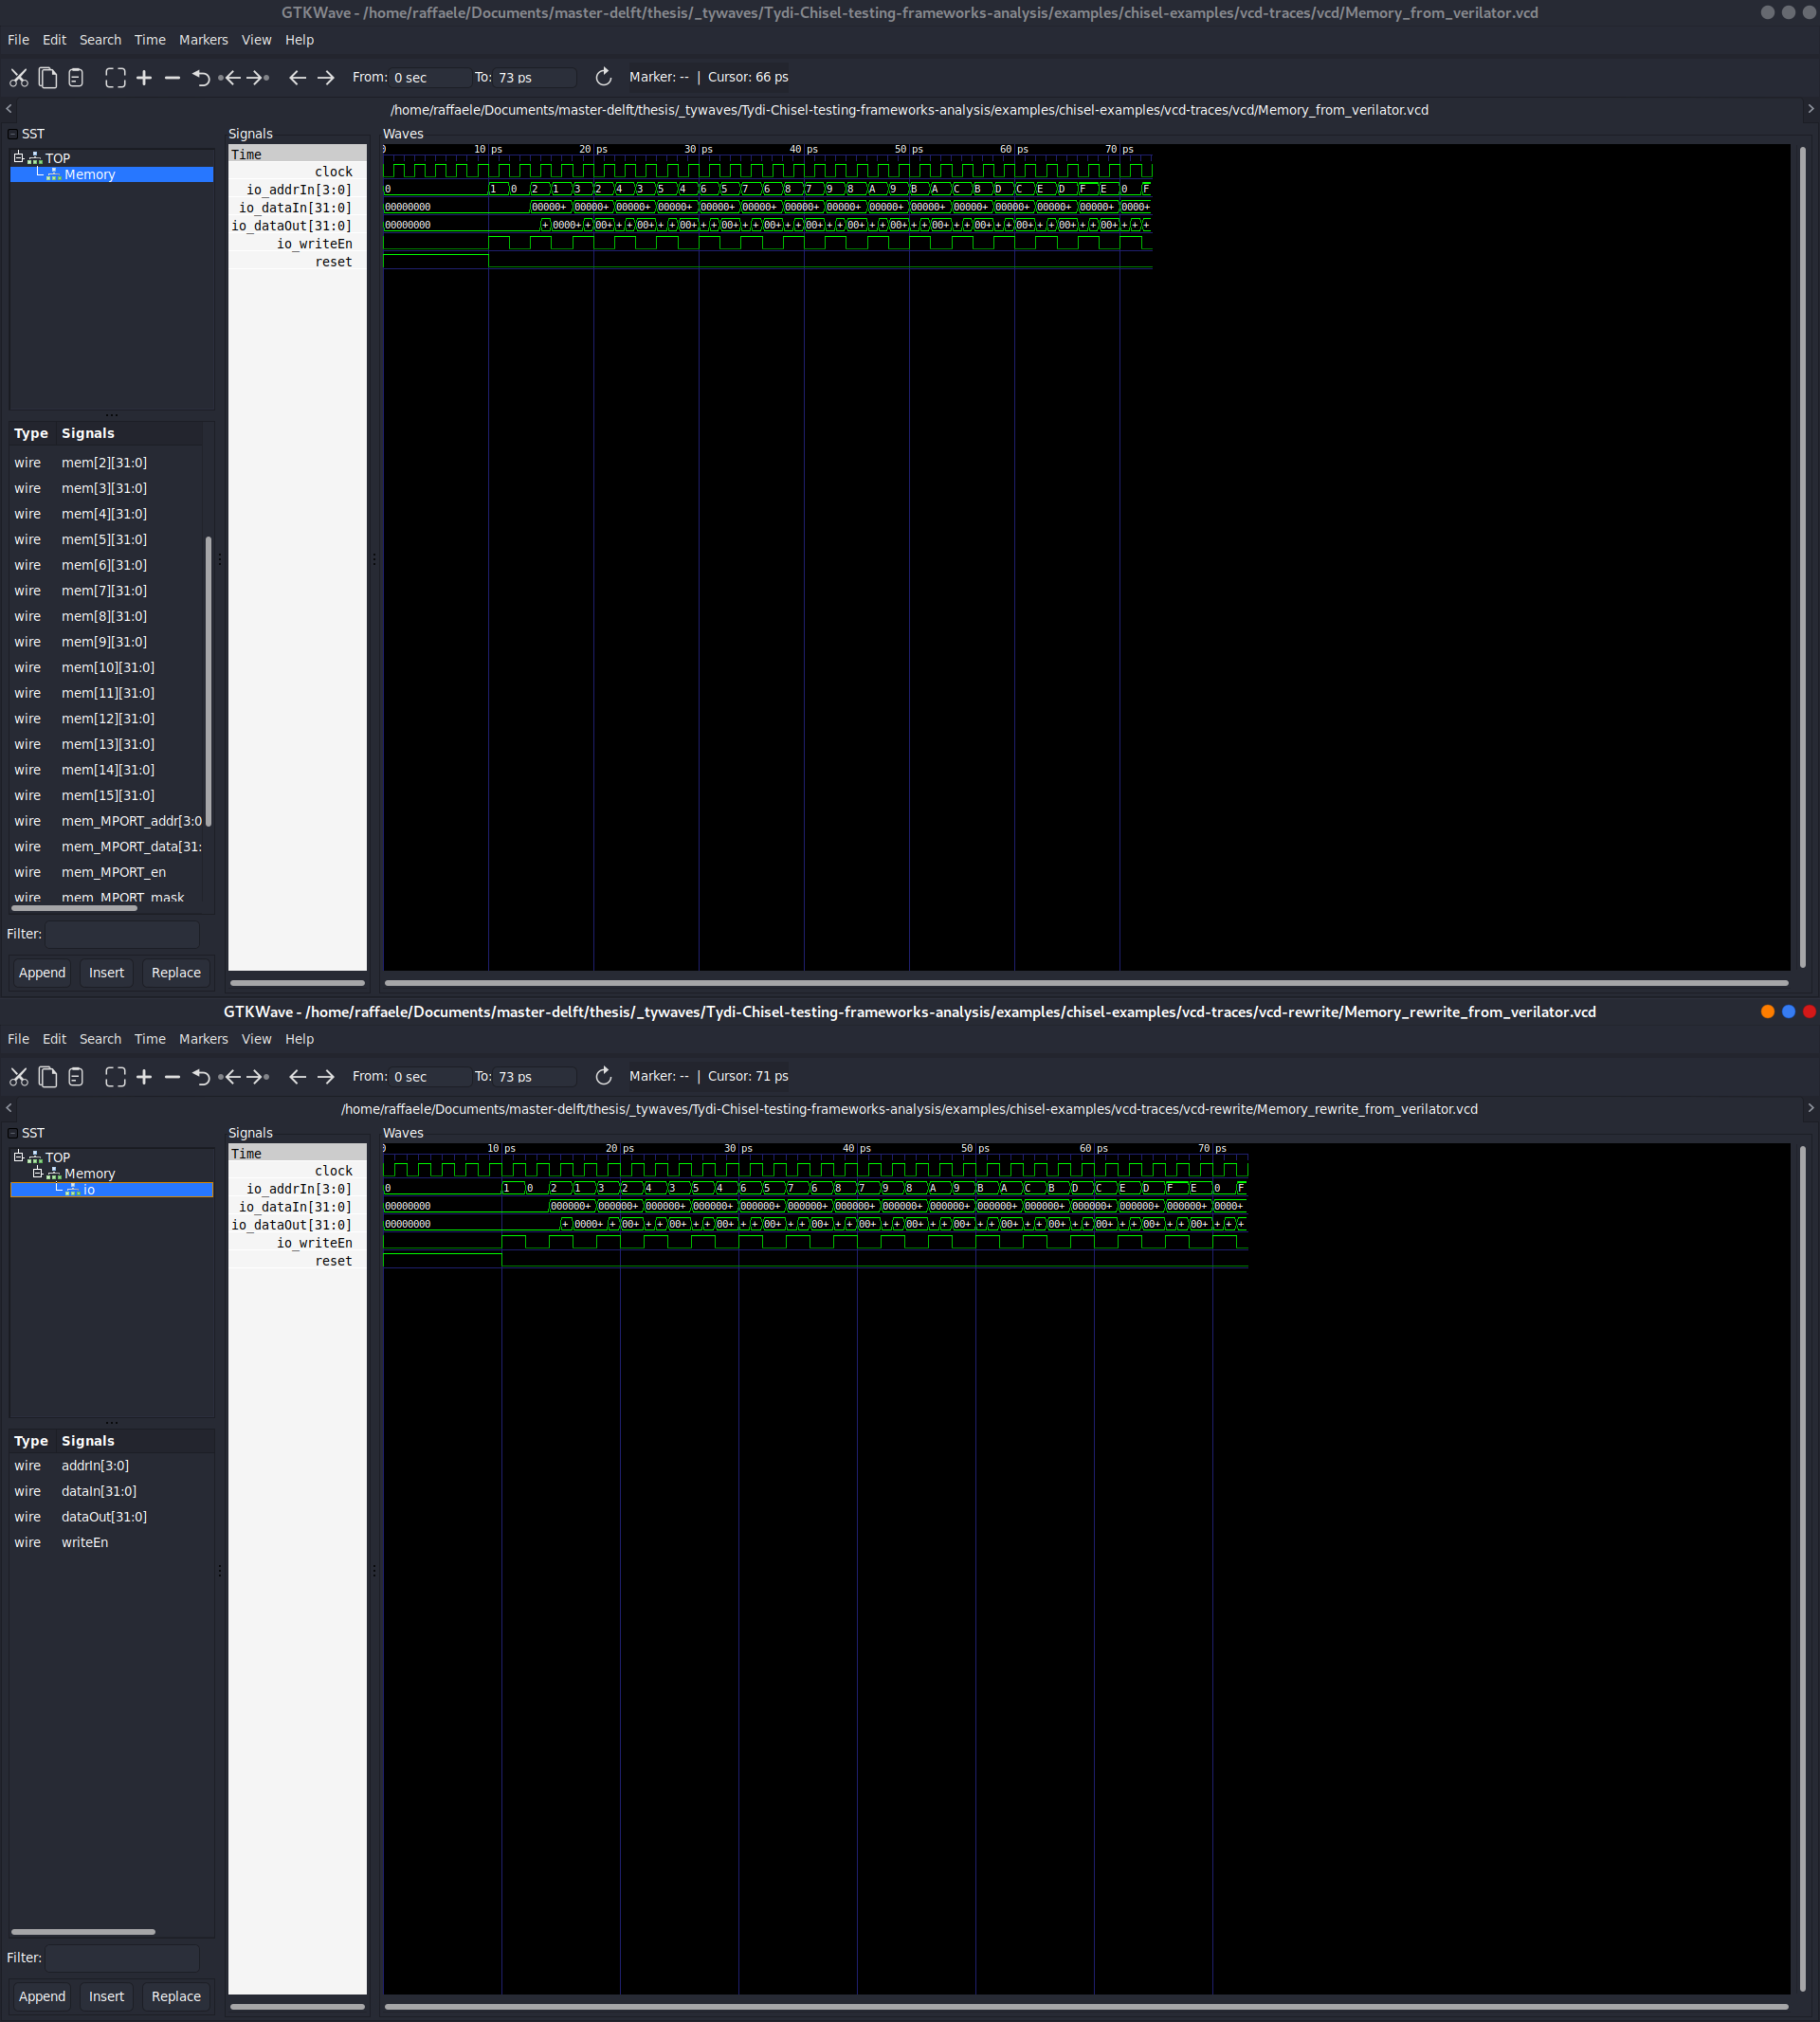 GTKWave - /home/raffaele/Documents/master-delft/thesis/_tywaves/Tydi-Chisel-testing-frameworks-analysis/examples/chisel-examples/vcd-traces/vcd/Memory_from_verilator.vcd
File Edit Search Time Markers View Help
From: 0 sec To: 73 ps Marker: -- | Cursor: 66 ps
/home/raffaele/Documents/master-delft/thesis/_tywaves/Tydi-Chisel-testing-frameworks-analysis/examples/chisel-examples/vcd-traces/vcd/Memory_from_verilator.vcd
SST
TOP
Memory
Type Signals
wire mem[2][31:0]
wire mem[3][31:0]
wire mem[4][31:0]
wire mem[5][31:0]
wire mem[6][31:0]
wire mem[7][31:0]
wire mem[8][31:0]
wire mem[9][31:0]
wire mem[10][31:0]
wire mem[11][31:0]
wire mem[12][31:0]
wire mem[13][31:0]
wire mem[14][31:0]
wire mem[15][31:0]
wire mem_MPORT_addr[3:0
wire mem_MPORT_data[31:
wire mem_MPORT_en
wire mem_MPORT_mask
Filter:
Append Insert Replace
Signals
Time
clock
io_addrIn[3:0]
io_dataIn[31:0]
io_dataOut[31:0]
io_writeEn
reset
Waves
0 10 ps 20 ps 30 ps 40 ps 50 ps 60 ps 70 ps
0 1 0 2 1 3 2 4 3 5 4 6 5 7 6 8 7 9 8 A 9 B A C B D C E D F E 0 F
00000000 00000+ 00000+ 00000+ 00000+ 00000+ 00000+ 00000+ 00000+ 00000+ 00000+ 00000+ 00000+ 00000+ 00000+ 0000+
00000000 + 0000+ + 00+ + + 00+ + + 00+ + + 00+ + + 00+ + + 00+ + + 00+ + + 00+ + + 00+ + + 00+ + + 00+ + + 00+ + + 00+ + + +
GTKWave - /home/raffaele/Documents/master-delft/thesis/_tywaves/Tydi-Chisel-testing-frameworks-analysis/examples/chisel-examples/vcd-traces/vcd-rewrite/Memory_rewrite_from_verilator.vcd
File Edit Search Time Markers View Help
From: 0 sec To: 73 ps Marker: -- | Cursor: 71 ps
/home/raffaele/Documents/master-delft/thesis/_tywaves/Tydi-Chisel-testing-frameworks-analysis/examples/chisel-examples/vcd-traces/vcd-rewrite/Memory_rewrite_from_verilator.vcd
SST
TOP
Memory
io
Type Signals
wire addrIn[3:0]
wire dataIn[31:0]
wire dataOut[31:0]
wire writeEn
Filter:
Append Insert Replace
Signals
Time
clock
io_addrIn[3:0]
io_dataIn[31:0]
io_dataOut[31:0]
io_writeEn
reset
Waves
0 10 ps 20 ps 30 ps 40 ps 50 ps 60 ps 70 ps
0 1 0 2 1 3 2 4 3 5 4 6 5 7 6 8 7 9 8 A 9 B A C B D C E D F E 0 F
00000000 000000+ 000000+ 000000+ 000000+ 000000+ 000000+ 000000+ 000000+ 000000+ 000000+ 000000+ 000000+ 000000+ 000000+ 0000+
00000000 + 0000+ + 00+ + + 00+ + + 00+ + + 00+ + + 00+ + + 00+ + + 00+ + + 00+ + + 00+ + + 00+ + + 00+ + + 00+ + + 00+ + + +